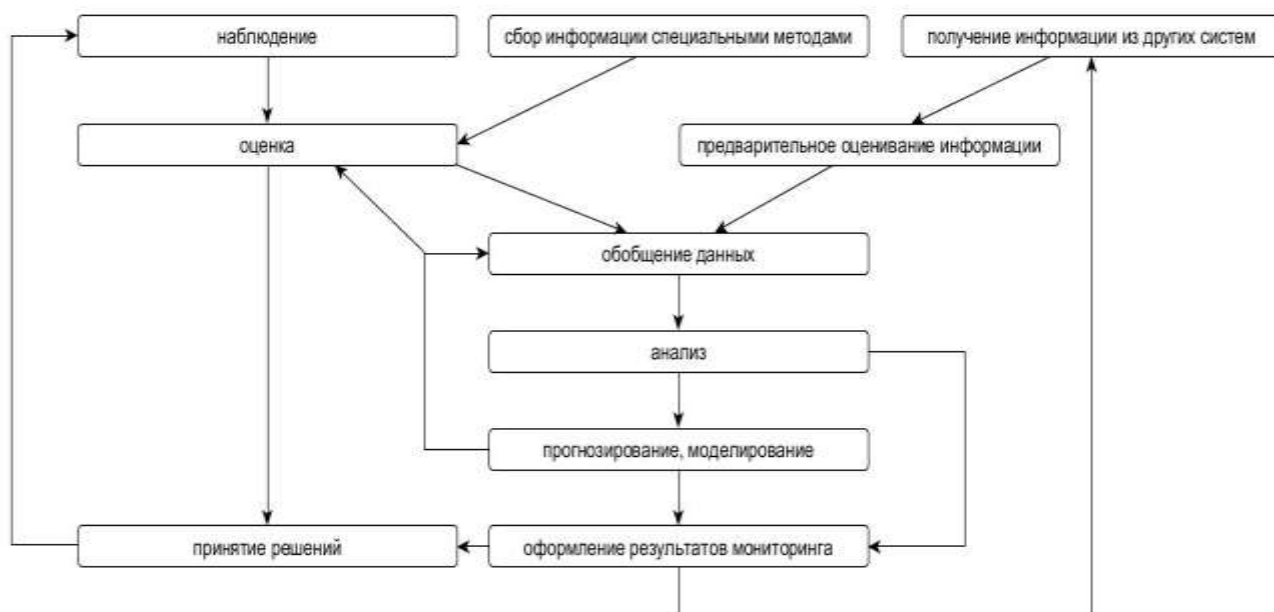 наблюдение
сбор информации специальными методами
получение информации из других систем
оценка
предварительное оценивание информации
обобщение данных
анализ
прогнозирование, моделирование
принятие решений
оформление результатов мониторинга